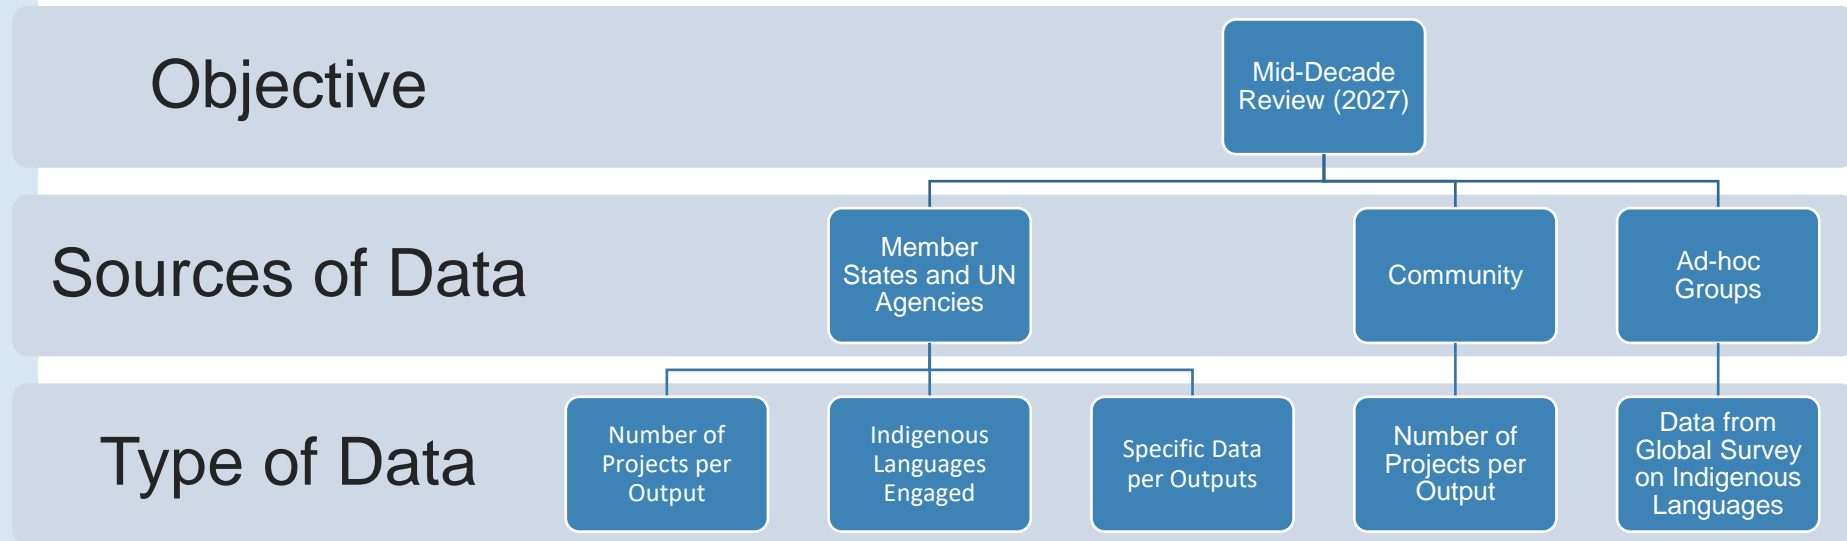 Objective
Mid-Decade
Review (2027)
Sources of Data
Member
States and UN
Agencies
Community
Ad-hoc
Groups
Type of Data
Number of
Projects per
Output
Indigenous
Languages
Engaged
Specific Data
per Outputs
Number of
Projects per
Output
Data from
Global Survey
on Indigenous
Languages